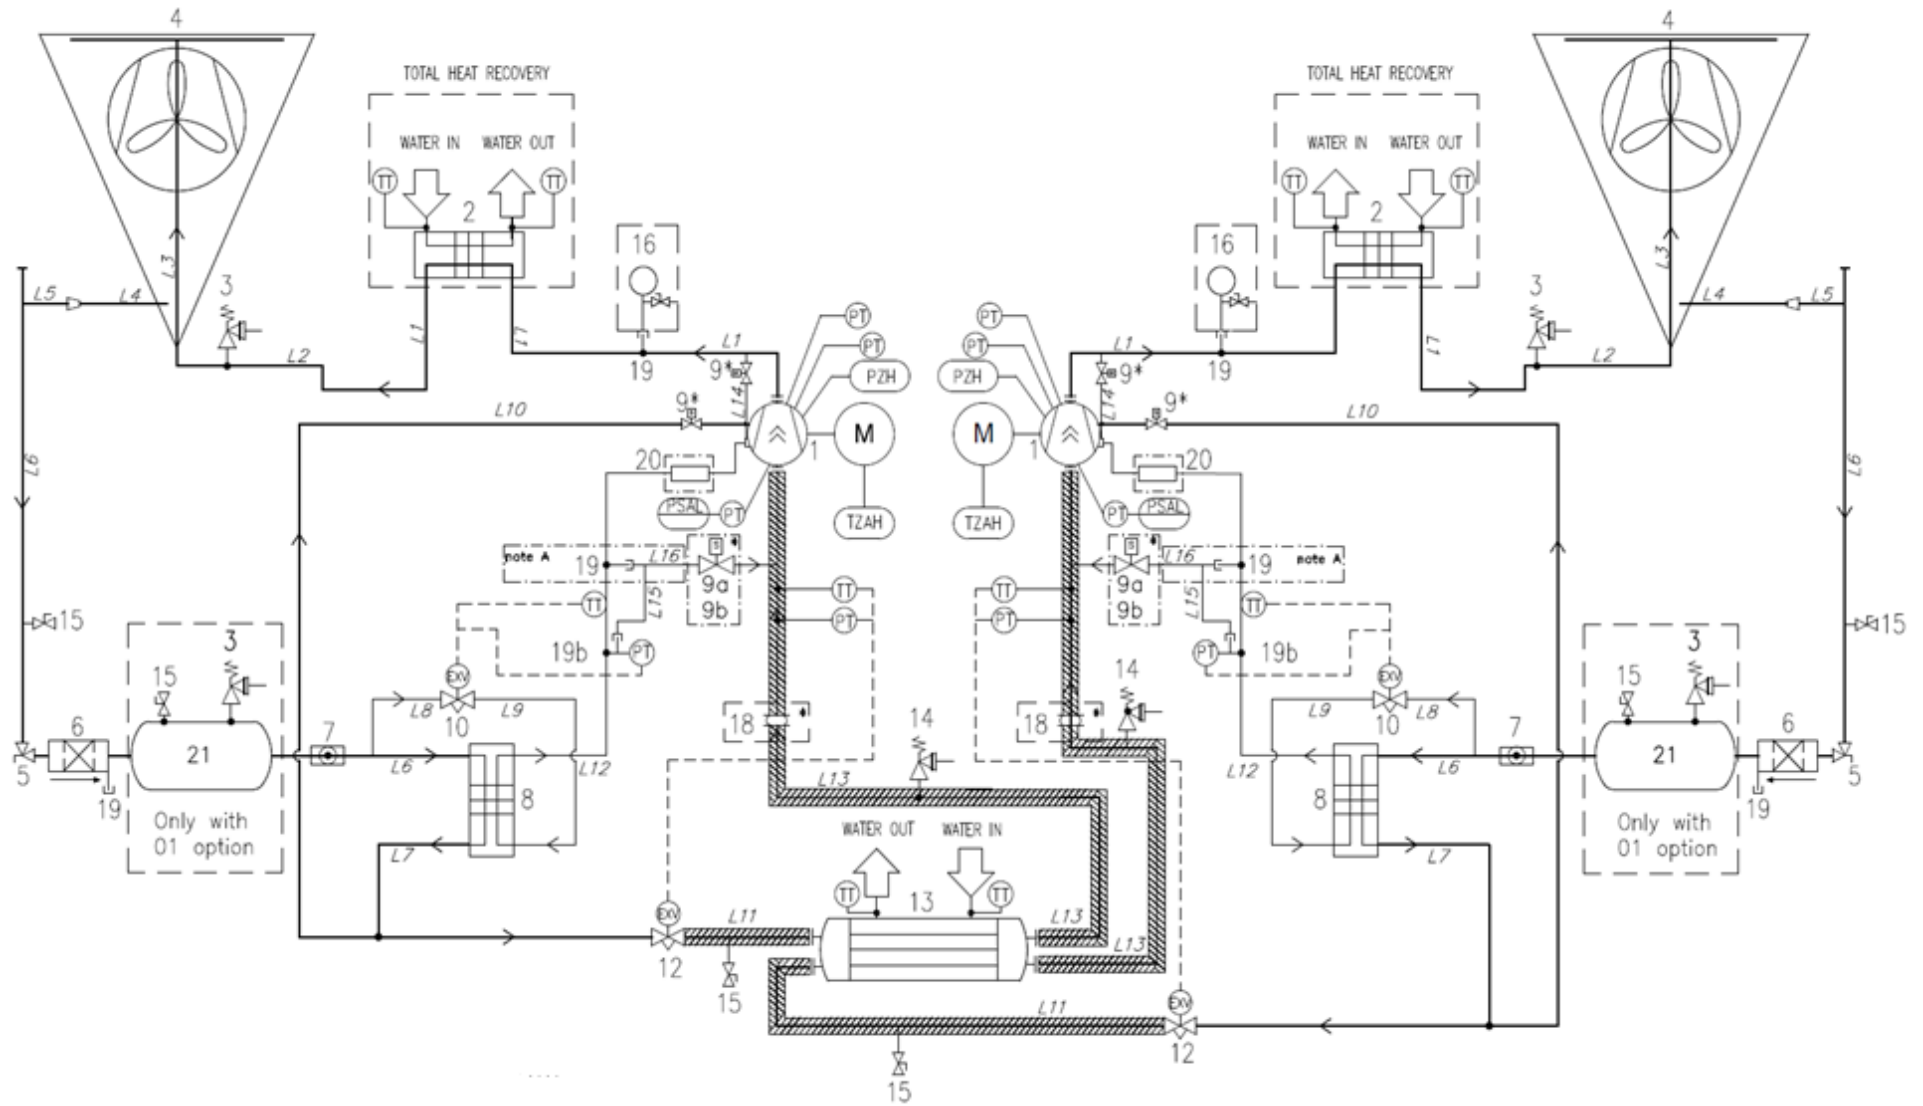 4 4
TOTAL HEAT RECOVERY TOTAL HEAT RECOVERY
WATER IN WATER OUT WATER IN WATER OUT
TT TT TT TT
2 2
16 16
L3 L3
3 3
L5 L4 L4 L5
PT PT
L1 L7 L1 PT PT L1 L7
L2 19 19 L2
9* PZH PZH 9*
L14 L14
L10 9* 9* L10
1 M M 1
L6 20 20 L6
PSAL PT TZAH TZAH PT PSAL
note A 19 L16 S * S * L16 19 note A
9a 9a
TT L15 9b TT TT 9b L15 TT
15 PT PT 15
3 19b PT PT 19b 3
15 EXV 14 EXV 15
6 7 L8 10 L9 18 * 14 18 * L9 10 L8 7 6
21 21
5 L6 L12 L12 L6 5
19 8 L13 8 19
Only with Only with
O1 option O1 option
WATER OUT WATER IN
L7 L7
TT 13 TT
EXV L11 L13
L13
12
15 L11 EXV
12
15